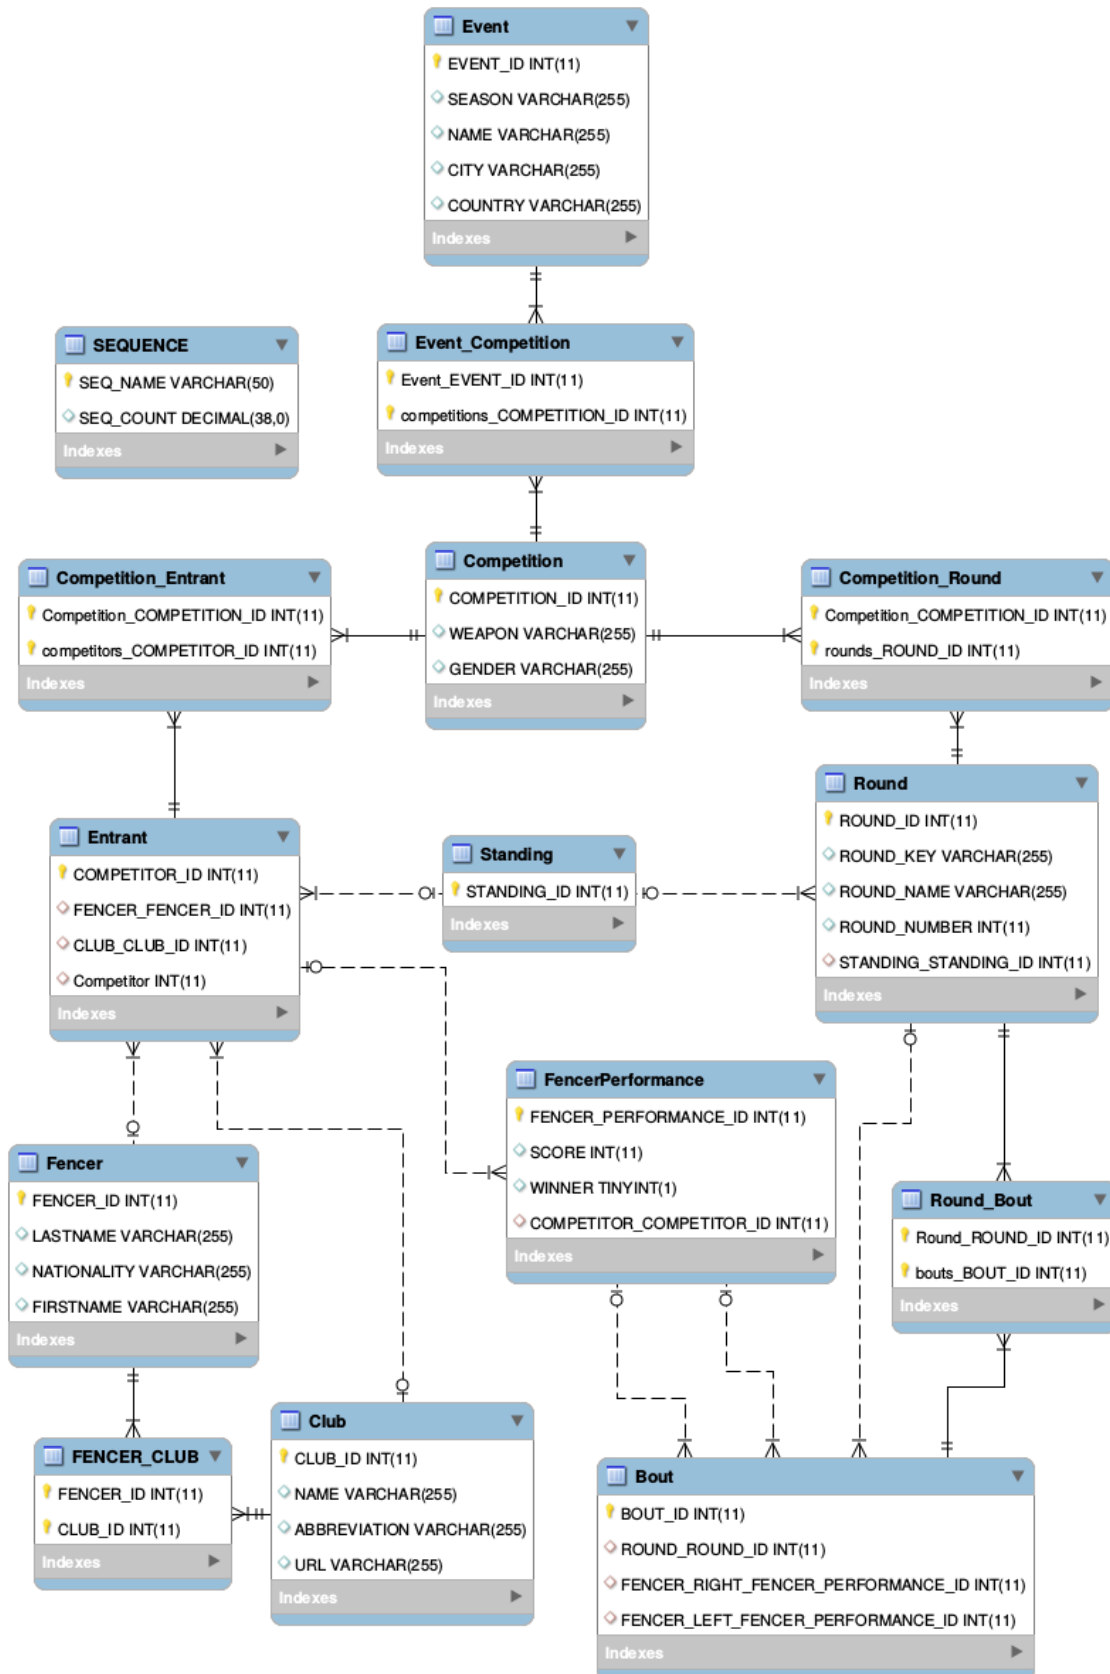 Event
EVENT_ID INT(11)
SEASON VARCHAR(255)
NAME VARCHAR(255)
CITY VARCHAR(255)
COUNTRY VARCHAR(255)
Indexes
SEQUENCE
SEQ_NAME VARCHAR(50)
SEQ_COUNT DECIMAL(38,0)
Indexes
Event_Competition
Event_EVENT_ID INT(11)
competitions_COMPETITION_ID INT(11)
Indexes
Competition_Entrant
Competition_COMPETITION_ID INT(11)
competitors_COMPETITOR_ID INT(11)
Indexes
Competition
COMPETITION_ID INT(11)
WEAPON VARCHAR(255)
GENDER VARCHAR(255)
Indexes
Competition_Round
Competition_COMPETITION_ID INT(11)
rounds_ROUND_ID INT(11)
Indexes
Entrant
COMPETITOR_ID INT(11)
FENCER_FENCER_ID INT(11)
CLUB_CLUB_ID INT(11)
Competitor INT(11)
Indexes
Standing
STANDING_ID INT(11)
Indexes
Round
ROUND_ID INT(11)
ROUND_KEY VARCHAR(255)
ROUND_NAME VARCHAR(255)
ROUND_NUMBER INT(11)
STANDING_STANDING_ID INT(11)
Indexes
FencerPerformance
FENCER_PERFORMANCE_ID INT(11)
SCORE INT(11)
WINNER TINYINT(1)
COMPETITOR_COMPETITOR_ID INT(11)
Indexes
Fencer
FENCER_ID INT(11)
LASTNAME VARCHAR(255)
NATIONALITY VARCHAR(255)
FIRSTNAME VARCHAR(255)
Indexes
Round_Bout
Round_ROUND_ID INT(11)
bouts_BOUT_ID INT(11)
Indexes
FENCER_CLUB
FENCER_ID INT(11)
CLUB_ID INT(11)
Indexes
Club
CLUB_ID INT(11)
NAME VARCHAR(255)
ABBREVIATION VARCHAR(255)
URL VARCHAR(255)
Indexes
Bout
BOUT_ID INT(11)
ROUND_ROUND_ID INT(11)
FENCER_RIGHT_FENCER_PERFORMANCE_ID INT(11)
FENCER_LEFT_FENCER_PERFORMANCE_ID INT(11)
Indexes